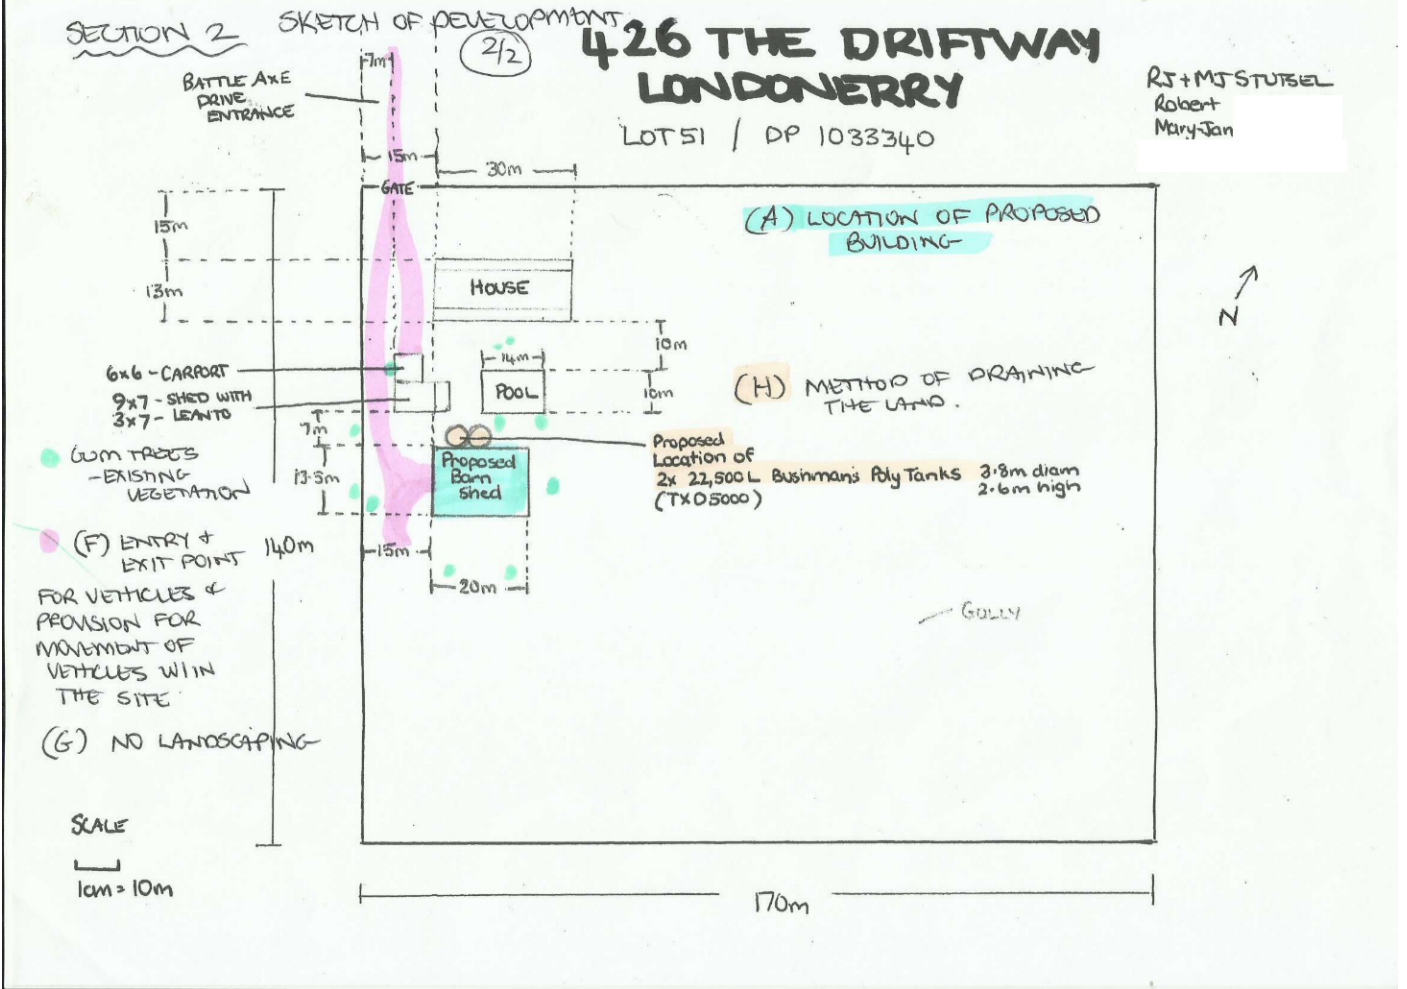 SECTION 2
SKETCH OF DEVELOPMENT
2/2
426 THE DRIFTWAY
LONDONERRY
LOT 51 / DP 1033340
RJ + MJ STUTSEL
Robert
Mary-Jan
7m
BATTLE AXE
DRIVE
ENTRANCE
15m
30m
GATE
(A) LOCATION OF PROPOSED
BUILDING
15m
13m
HOUSE
N
10m
6x6 - CARPORT
9x7 - SHED WITH
3x7 - LEANTO
14m
POOL
10m
(H) METHOD OF DRAINING
THE LAND.
7m
Proposed
Location of
2x 22,500L Bushman's Poly Tanks 3.8m diam
(TXD5000) 2.6m high
GUM TREES
- EXISTING
VEGETATION
13.5m
Proposed
Barn
Shed
(F) ENTRY +
EXIT POINT
FOR VEHICLES &
PROVISION FOR
MOVEMENT OF
VEHICLES W/IN
THE SITE
140m
15m
20m
GULLY
(G) NO LANDSCAPING
SCALE
1cm = 10m
170m